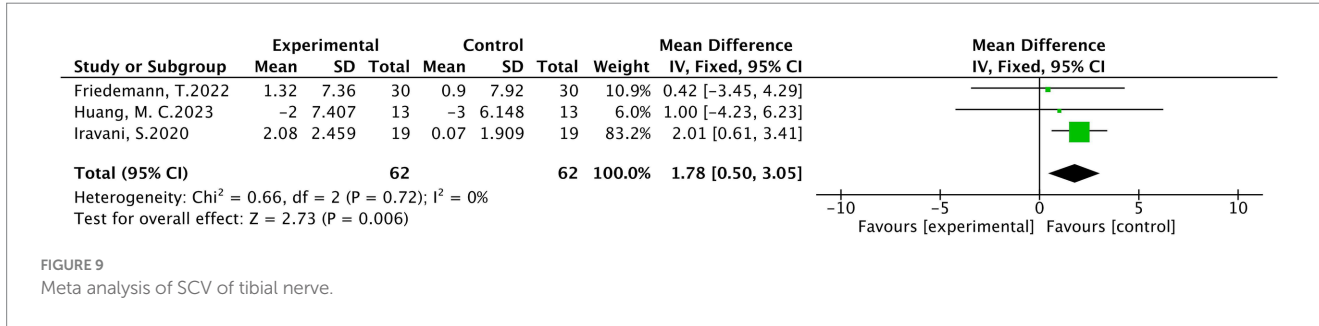 Experimental Control Mean Difference Mean Difference
Study or Subgroup Mean SD Total Mean SD Total Weight IV, Fixed, 95% CI IV, Fixed, 95% CI
Friedemann, T.2022 1.32 7.36 30 0.9 7.92 30 10.9% 0.42 [−3.45, 4.29]
Huang, M. C.2023 −2 7.407 13 −3 6.148 13 6.0% 1.00 [−4.23, 6.23]
Iravani, S.2020 2.08 2.459 19 0.07 1.909 19 83.2% 2.01 [0.61, 3.41]
Total (95% CI) 62 62 100.0% 1.78 [0.50, 3.05]
Heterogeneity: Chi² = 0.66, df = 2 (P = 0.72); I² = 0%
Test for overall effect: Z = 2.73 (P = 0.006)
−10 −5 0 5 10
Favours [experimental] Favours [control]
FIGURE 9
Meta analysis of SCV of tibial nerve.